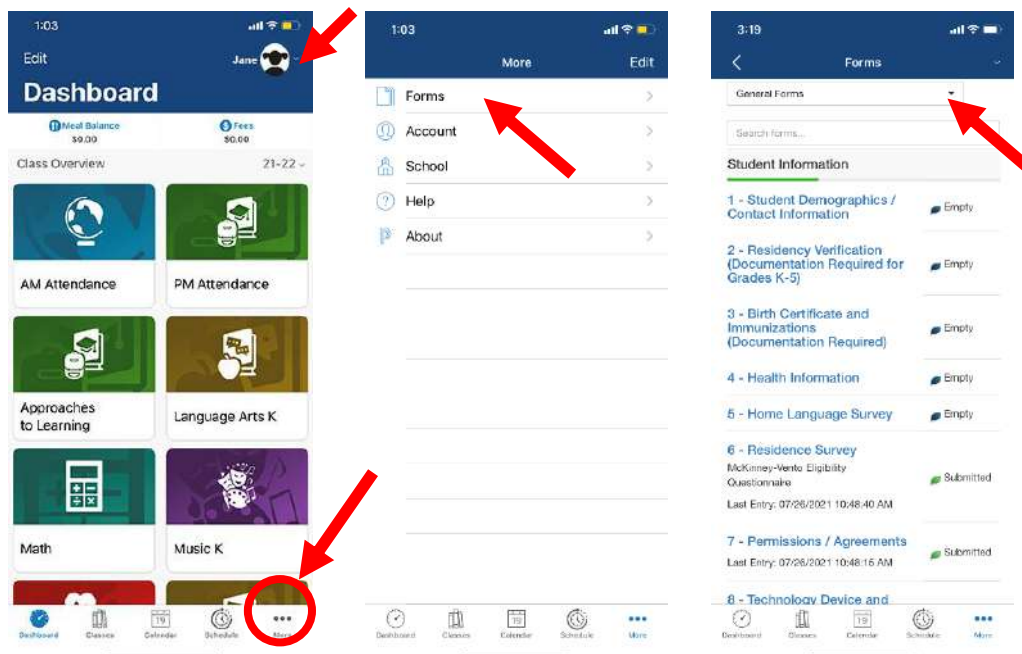 1:03
Edit
Jane
Dashboard
Meal Balance
$0.00
Fees
$0.00
Class Overview
21-22
AM Attendance
PM Attendance
Approaches
to Learning
Language Arts K
Math
Music K
19
Dashboard
Classes
Calendar
Schedule
More
1:03
More
Edit
Forms
Account
School
Help
About
19
Dashboard
Classes
Calendar
Schedule
More
3:19
Forms
General Forms
Search forms...
Student Information
1 - Student Demographics /
Contact Information
Empty
2 - Residency Verification
(Documentation Required for
Grades K-5)
Empty
3 - Birth Certificate and
Immunizations
(Documentation Required)
Empty
4 - Health Information
Empty
5 - Home Language Survey
Empty
6 - Residence Survey
McKinney-Vento Eligibility
Questionnaire
Last Entry: 07/26/2021 10:48:40 AM
Submitted
7 - Permissions / Agreements
Last Entry: 07/26/2021 10:48:16 AM
Submitted
8 - Technology Device and
19
Dashboard
Classes
Calendar
Schedule
More